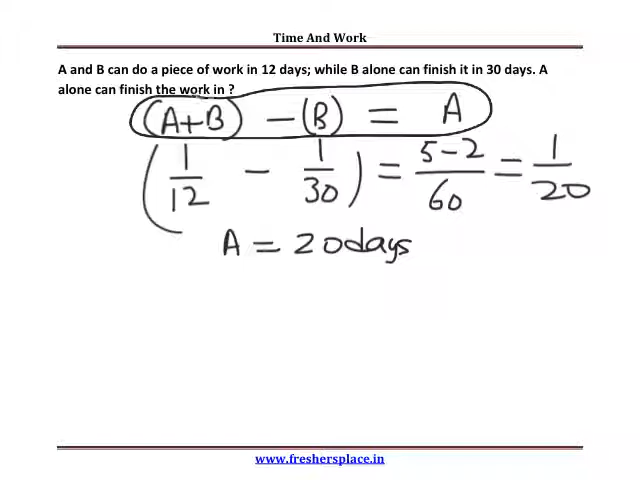 Time And Work
A and B can do a piece of work in 12 days; while B alone can finish it in 30 days. A
alone can finish the work in ?
(A+B) - (B) = A
(1/12 - 1/30) = 5-2/60 = 1/20
A = 20days
www.freshersplace.in